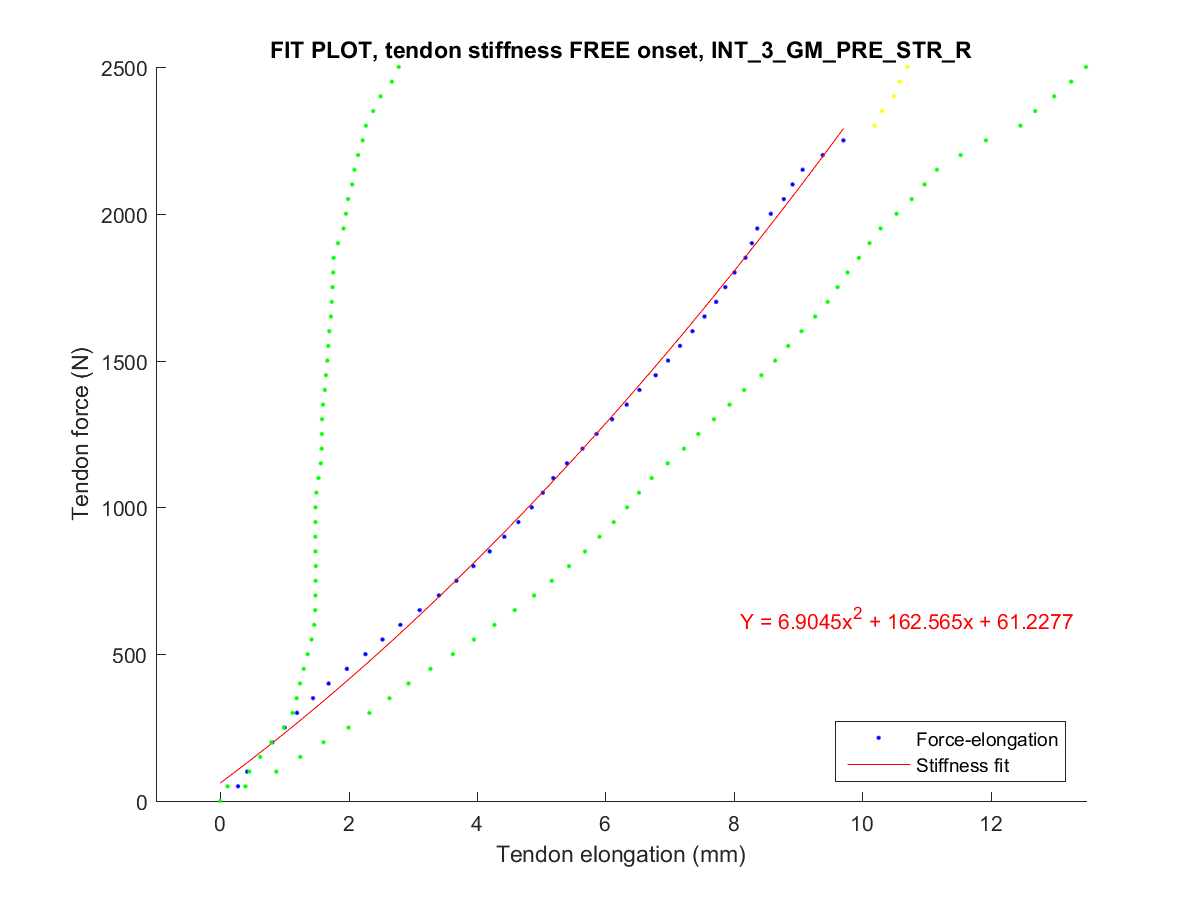 FIT PLOT, tendon stiffness FREE onset, INT_3_GM_PRE_STR_R
2500
2000
1500
1000
500
0
Tendon force (N)
Y = 6.9045x² + 162.565x + 61.2277
Force-elongation
Stiffness fit
0 2 4 6 8 10 12
Tendon elongation (mm)